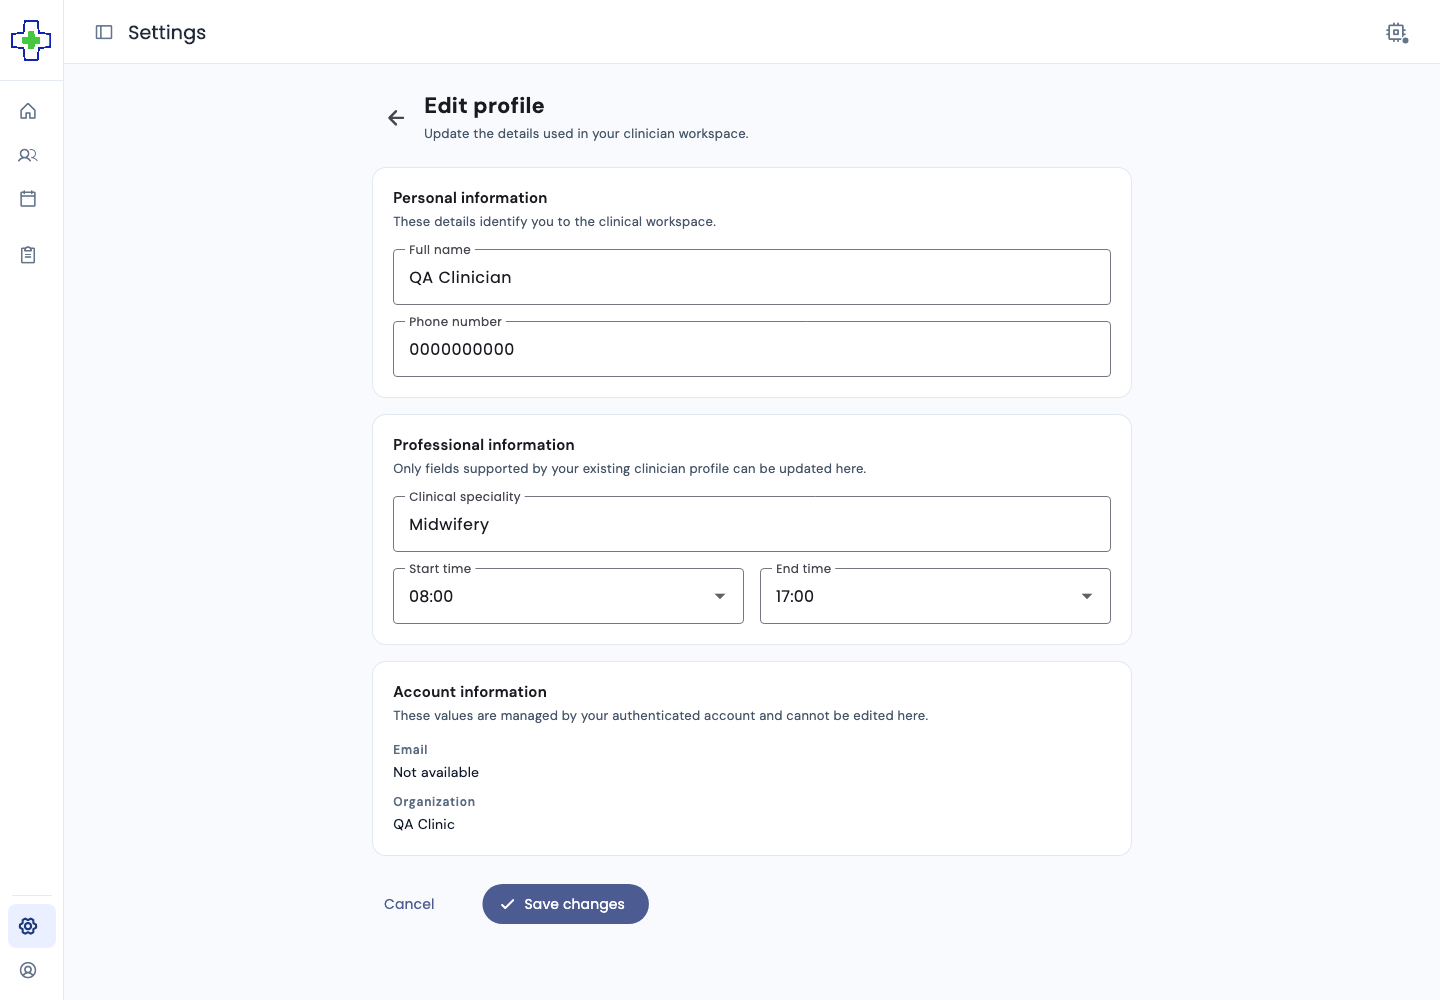 Settings
Edit profile
Update the details used in your clinician workspace.
Personal information
These details identify you to the clinical workspace.
Full name
QA Clinician
Phone number
0000000000
Professional information
Only fields supported by your existing clinician profile can be updated here.
Clinical speciality
Midwifery
Start time
08:00
End time
17:00
Account information
These values are managed by your authenticated account and cannot be edited here.
Email
Not available
Organization
QA Clinic
Cancel
Save changes